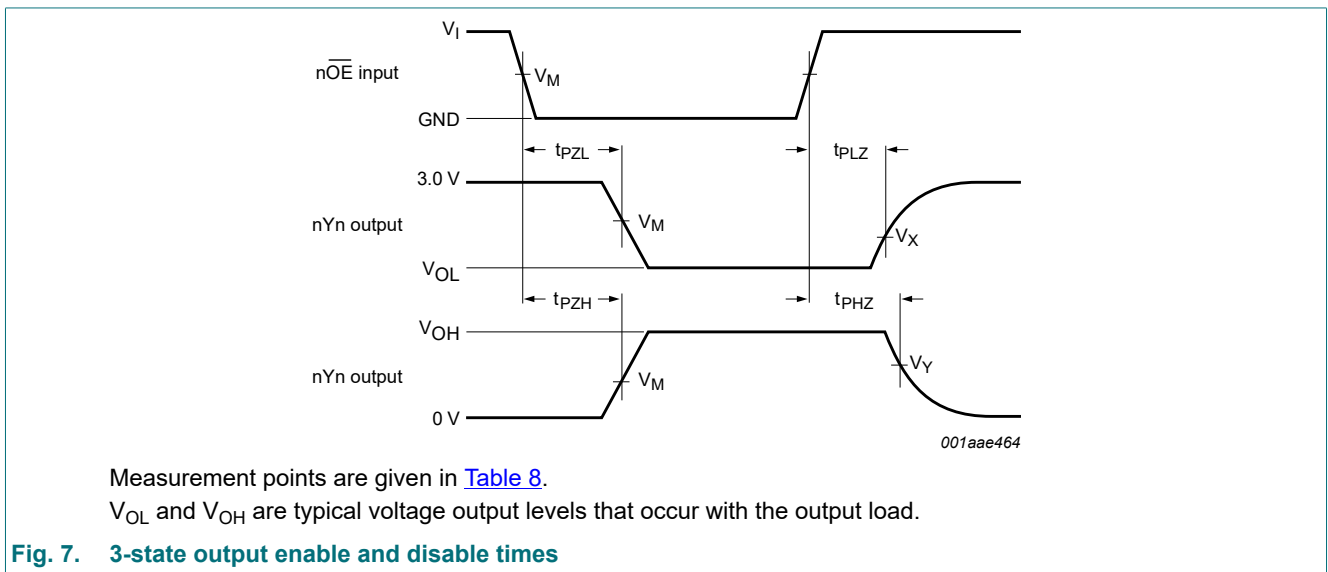 VI
nOE input
VM
GND
tPZL
tPLZ
3.0 V
nYn output
VM
VX
VOL
tPZH
tPHZ
VOH
nYn output
VM
VY
0 V
001aae464
Measurement points are given in Table 8.
VOL and VOH are typical voltage output levels that occur with the output load.
Fig. 7. 3-state output enable and disable times